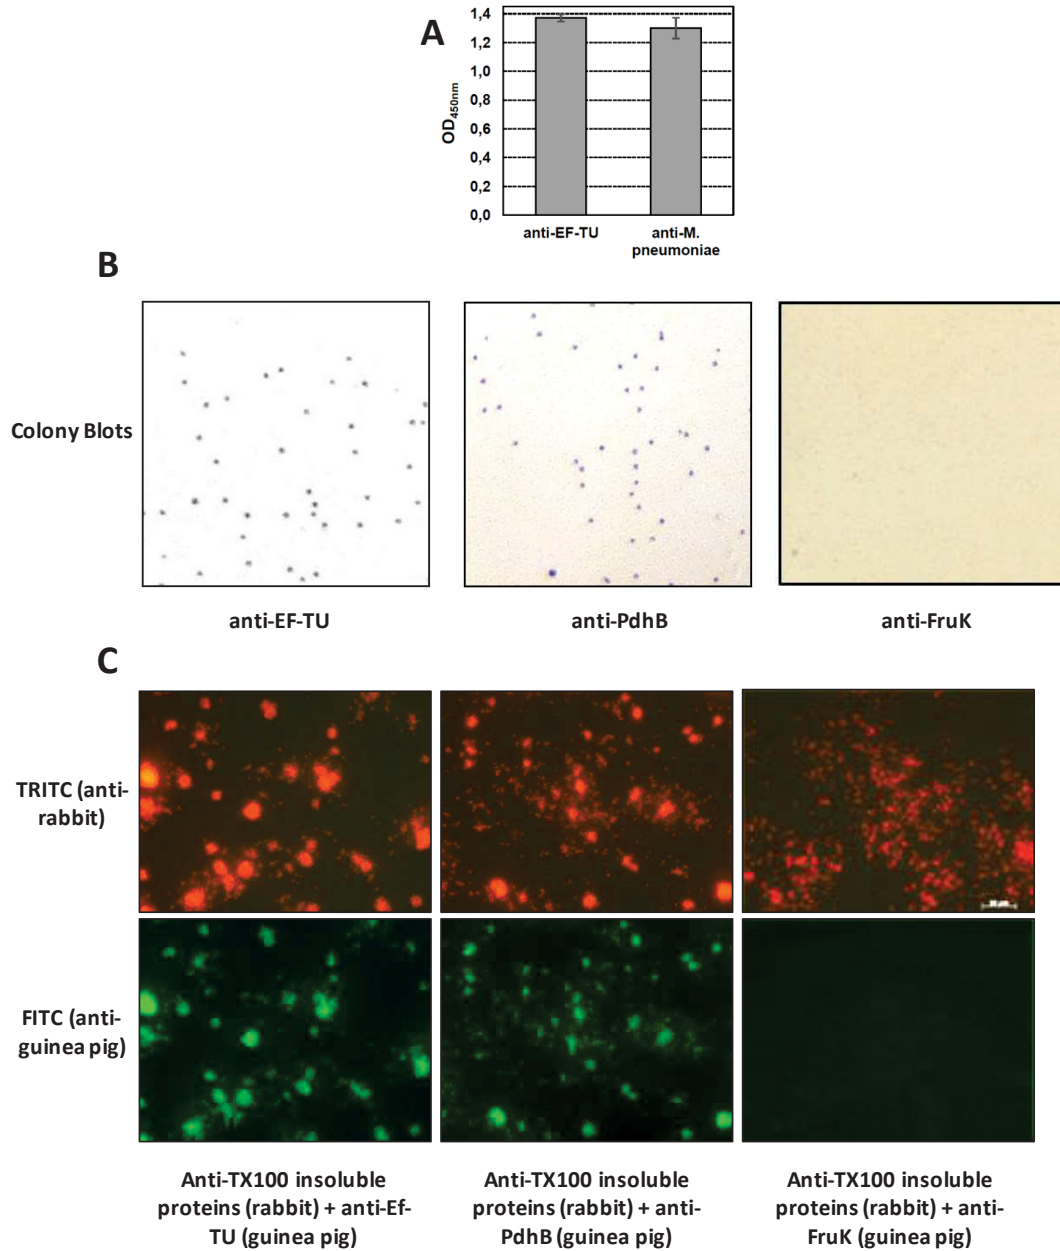 A
1,4
1,2
1,0
0,8
0,6
0,4
0,2
0,0
OD450nm
anti-EF-TU
anti-M.
pneumoniae
B
Colony Blots
anti-EF-TU
anti-PdhB
anti-FruK
C
TRITC (anti-
rabbit)
FITC (anti-
guinea pig)
Anti-TX100 insoluble
proteins (rabbit) + anti-Ef-
TU (guinea pig)
Anti-TX100 insoluble
proteins (rabbit) + anti-
PdhB (guinea pig)
Anti-TX100 insoluble
proteins (rabbit) + anti-
FruK (guinea pig)